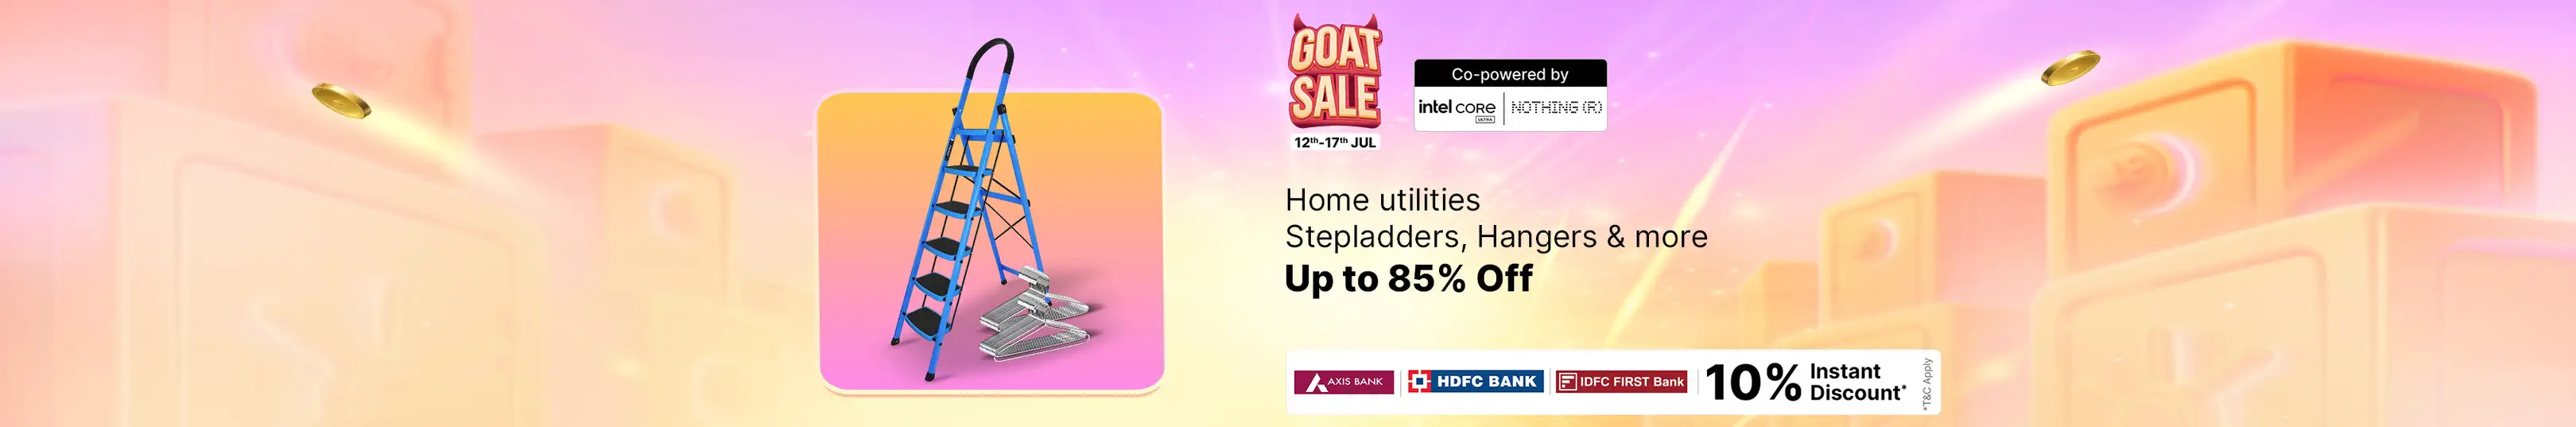 GOAT
SALE
12th-17th JUL
Co-powered by
intel CORE
ULTRA
NOTHING (R)
Home utilities
Stepladders, Hangers & more
Up to 85% Off
AXIS BANK
HDFC BANK
IDFC FIRST Bank
10% Instant
Discount*
*T&C Apply